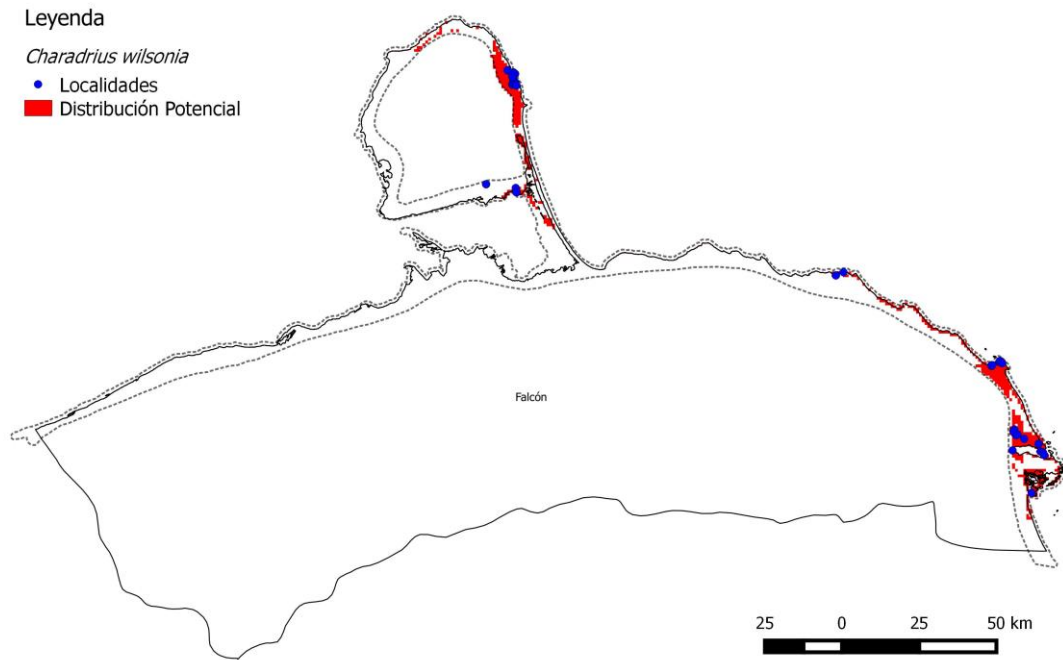 Leyenda
Charadrius wilsonia
Localidades
Distribución Potencial
Falcón
25 0 25 50 km